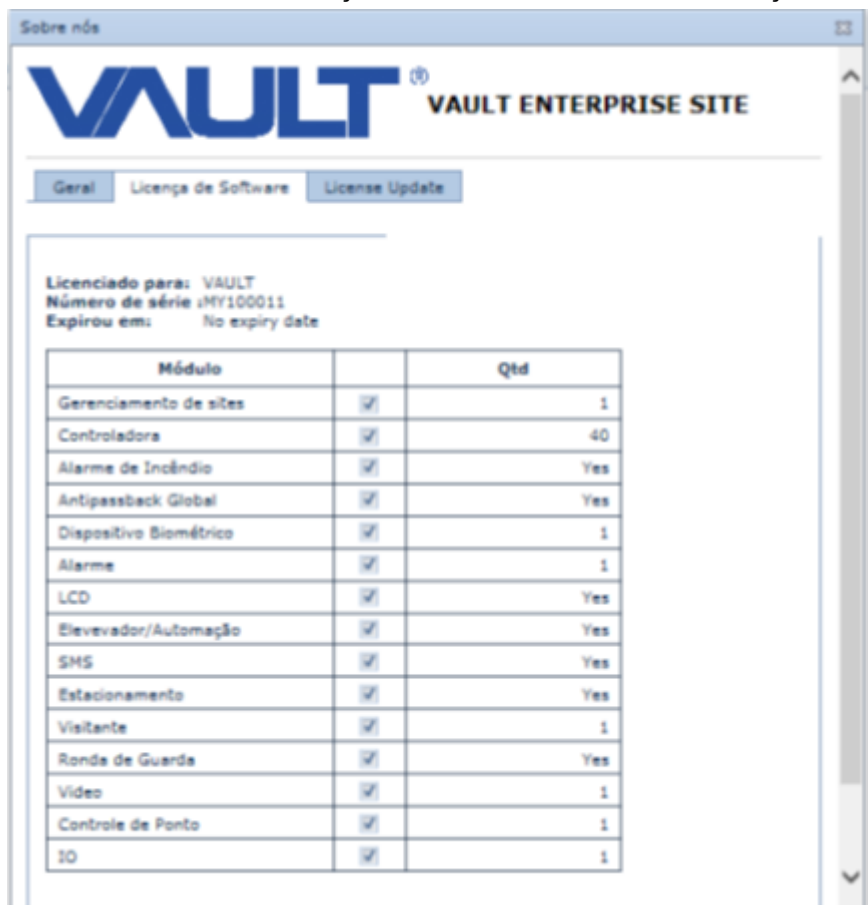 Sobre nós
VAULT®
VAULT ENTERPRISE SITE
Geral Licença de Software License Update
Licenciado para: VAULT
Número de série :MY100011
Expirou em: No expiry date
Módulo Qtd
Gerenciamento de sites 1
Controladora 40
Alarme de Incêndio Yes
Antipassback Global Yes
Dispositivo Biométrico 1
Alarme 1
LCD Yes
Elevevador/Automação Yes
SMS Yes
Estacionamento Yes
Visitante 1
Ronda de Guarda Yes
Video 1
Controle de Ponto 1
IO 1